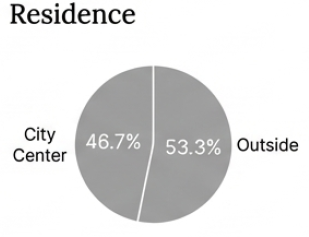 Residence
City
Center
46.7%
53.3%
Outside